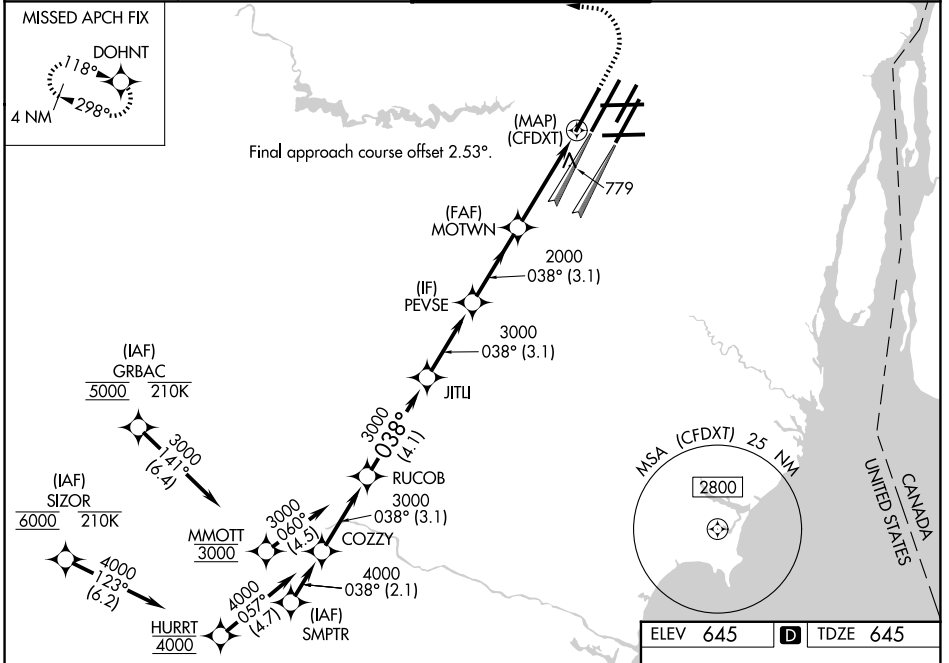 MISSED APCH FIX
DOHNT
118°
298°
4 NM
Final approach course offset 2.53°.
(MAP)
(CFDXT)
779
(FAF)
MOTWN
2000
038° (3.1)
(IF)
PEVSE
3000
038° (3.1)
JITLI
(IAF)
GRBAC
5000 210K
3000
141°
(6.4)
3000
038°
(4.1)
RUCOB
(IAF)
SIZOR
6000 210K
4000
123°
(6.2)
MMOTT
3000
3000
060°
(4.5)
3000
038° (3.1)
COZZY
HURRT
4000
4000
057°
(4.7)
4000
038° (2.1)
(IAF)
SMPTR
MSA (CFDXT) 25 NM
2800
CANADA
UNITED STATES
ELEV 645 D TDZE 645